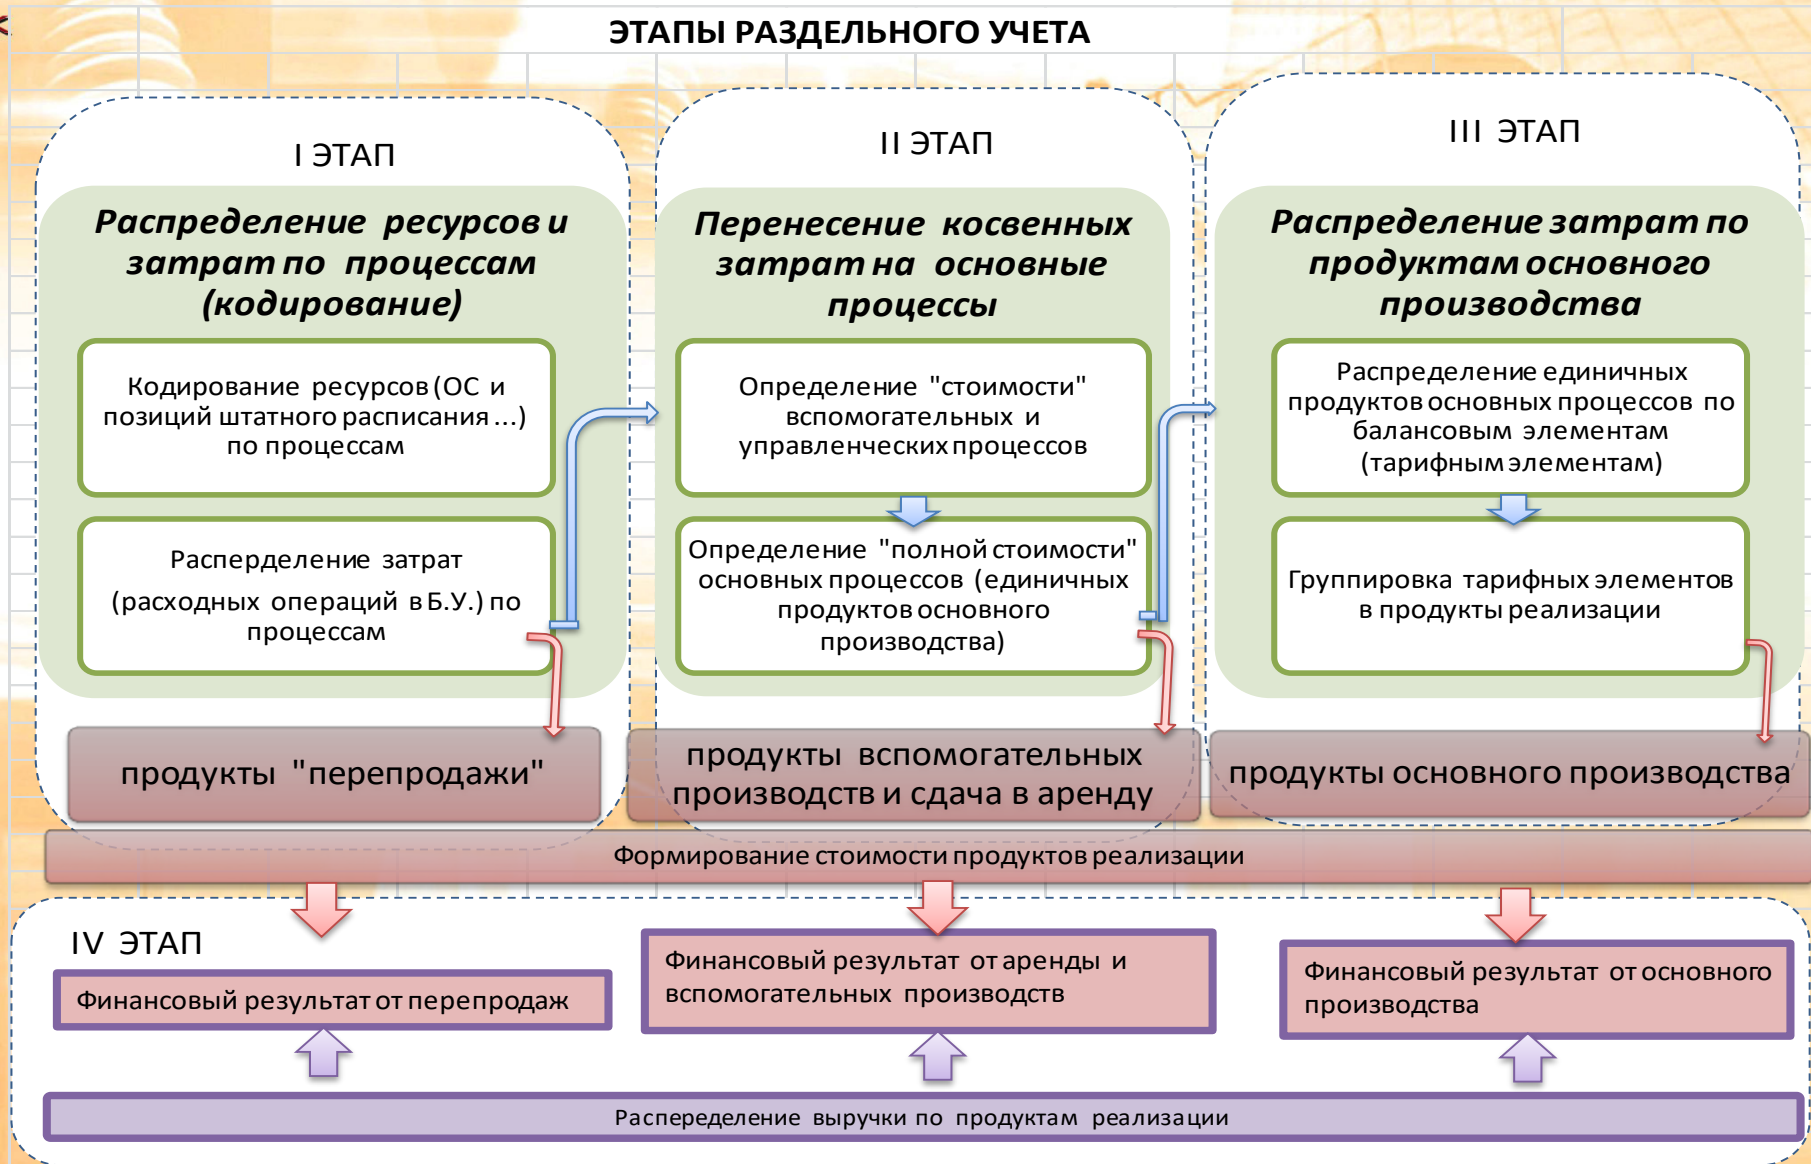 ЭТАПЫ РАЗДЕЛЬНОГО УЧЕТА
I ЭТАП
Распределение ресурсов и
затрат по процессам
(кодирование)
Кодирование ресурсов (ОС и
позиций штатного расписания ...)
по процессам
Расперделение затрат
(расходных операций в Б.У.) по
процессам
продукты "перепродажи"
II ЭТАП
Перенесение косвенных
затрат на основные
процессы
Определение "стоимости"
вспомогательных и
управленческих процессов
Определение "полной стоимости"
основных процессов (единичных
продуктов основного
производства)
продукты вспомогательных
производств и сдача в аренду
III ЭТАП
Распределение затрат по
продуктам основного
производства
Распределение единичных
продуктов основных процессов по
балансовым элементам
(тарифным элементам)
Группировка тарифных элементов
в продукты реализации
продукты основного производства
Формирование стоимости продуктов реализации
IV ЭТАП
Финансовый результат от перепродаж
Финансовый результат от аренды и
вспомогательных производств
Финансовый результат от основного
производства
Распеределение выручки по продуктам реализации